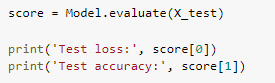 score = Model.evaluate(X_test)
print('Test loss:', score[0])
print('Test accuracy:', score[1])